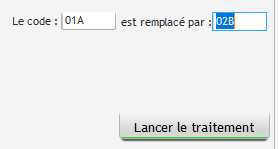 Le code : 01A est remplacé par : 02B
Lancer le traitement